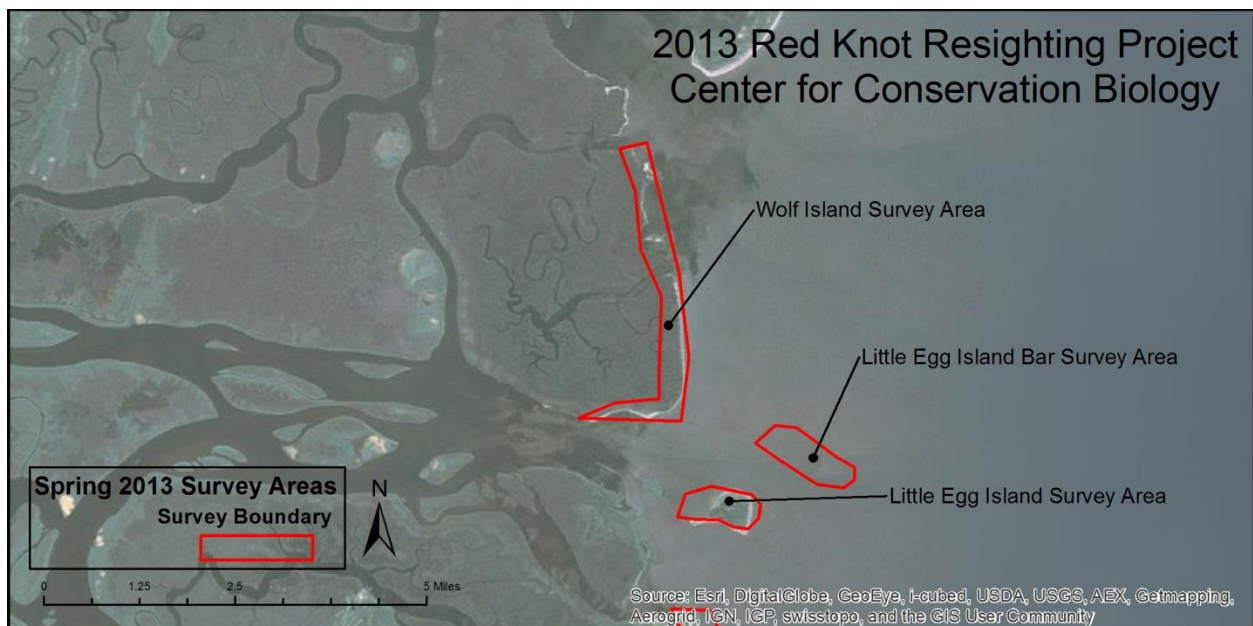 2013 Red Knot Resighting Project
Center for Conservation Biology
Wolf Island Survey Area
Little Egg Island Bar Survey Area
Little Egg Island Survey Area
Spring 2013 Survey Areas
Survey Boundary
N
0 1.25 2.5 5 Miles
Source: Esri, DigitalGlobe, GeoEye, i-cubed, USDA, USGS, AEX, Getmapping,
Aerogrid, IGN, IGP, swisstopo, and the GIS User Community